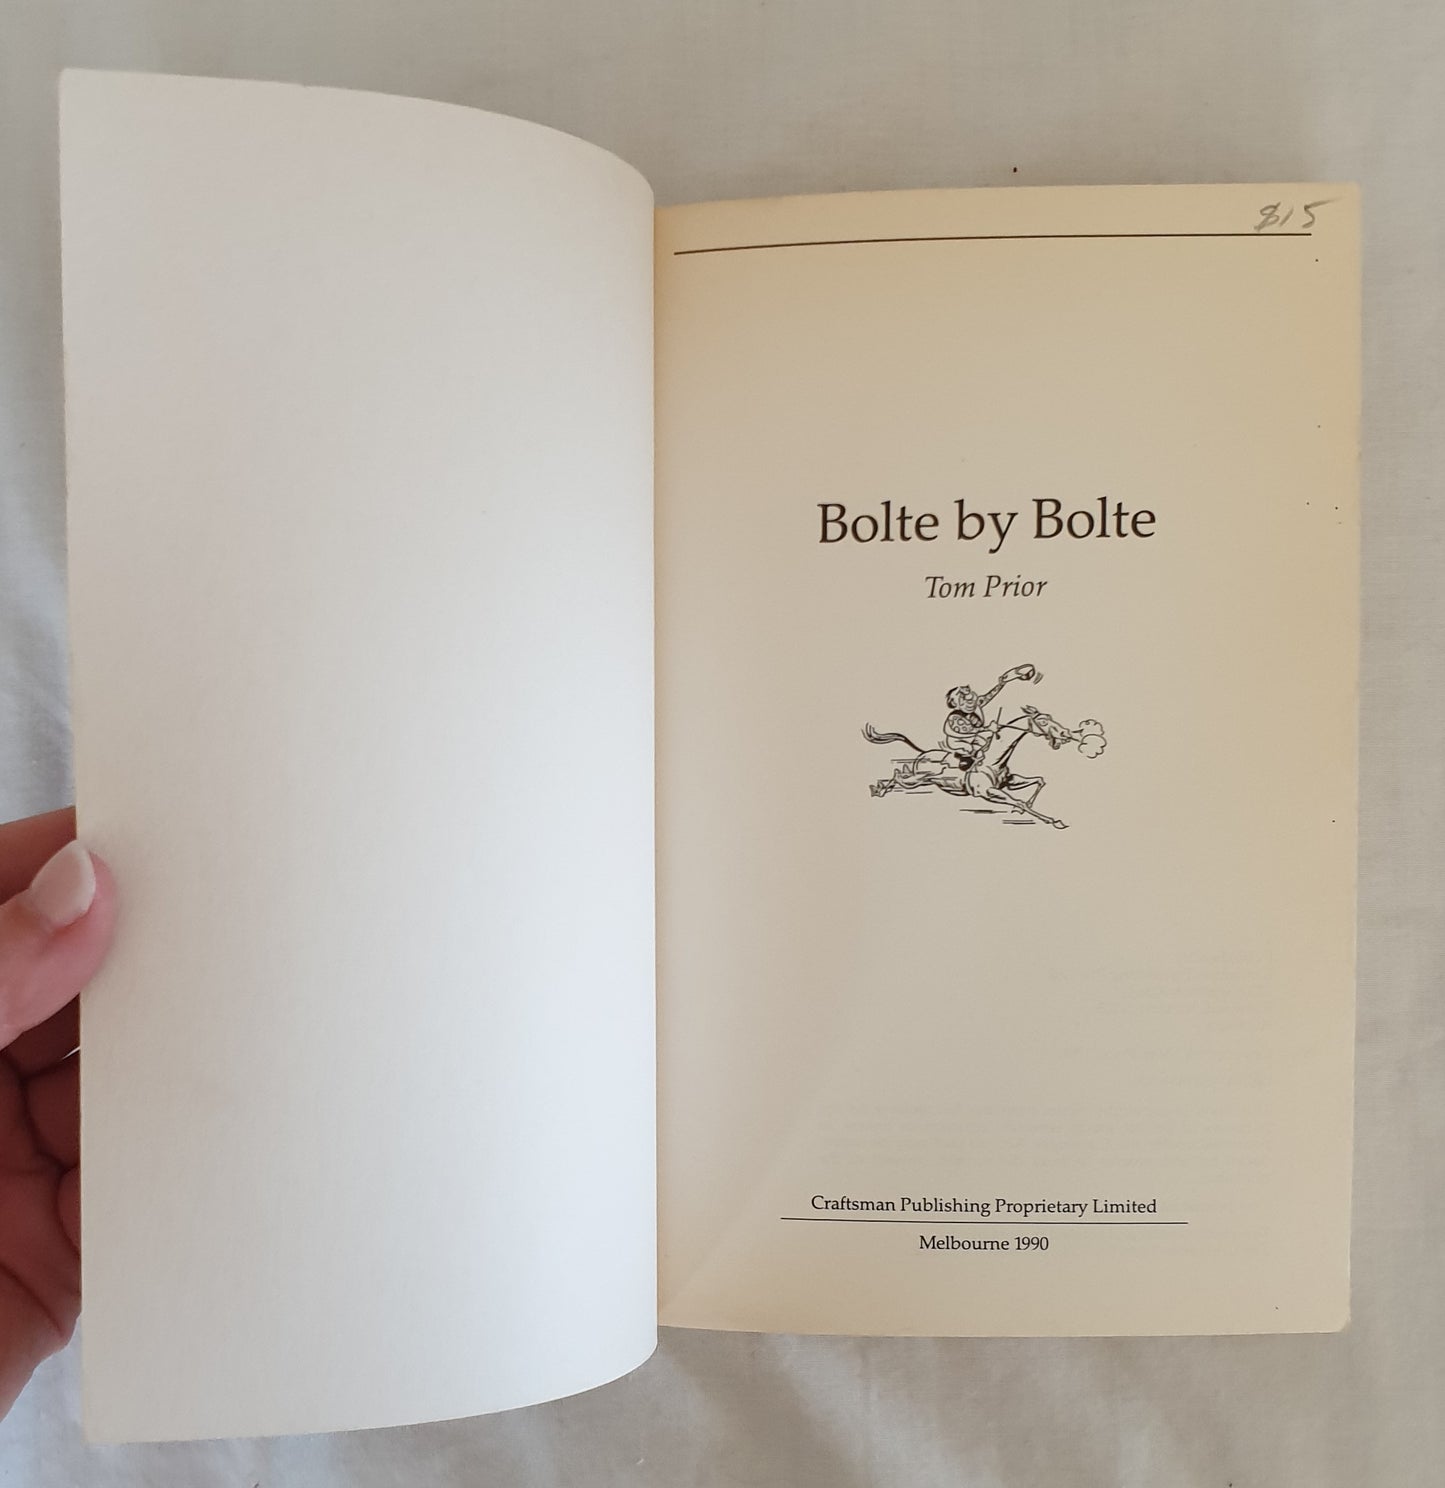 $15
Bolte by Bolte
Tom Prior
Craftsman Publishing Proprietary Limited
Melbourne 1990